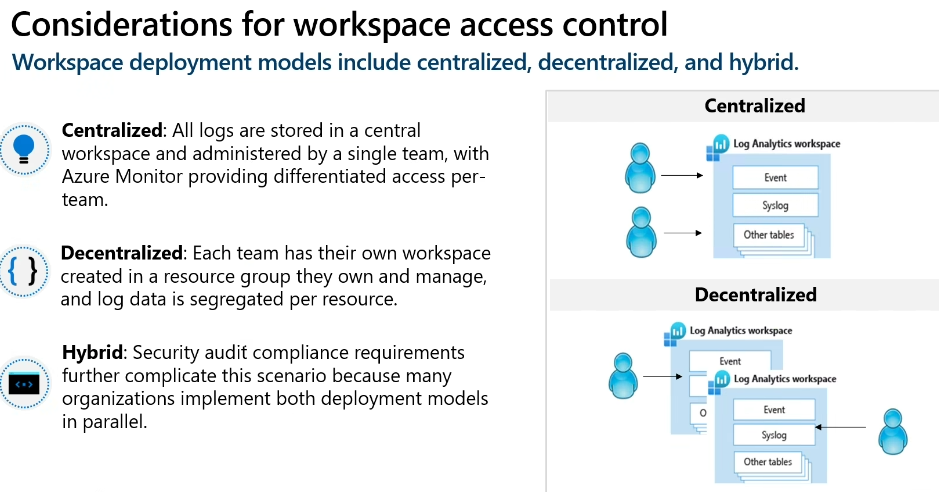 Considerations for workspace access control
Workspace deployment models include centralized, decentralized, and hybrid.
Centralized: All logs are stored in a central
workspace and administered by a single team, with
Azure Monitor providing differentiated access per-
team.
Decentralized: Each team has their own workspace
created in a resource group they own and manage,
and log data is segregated per resource.
Hybrid: Security audit compliance requirements
further complicate this scenario because many
organizations implement both deployment models
in parallel.
Centralized
Log Analytics workspace
Event
Syslog
Other tables
Decentralized
Log Analytics workspace
Event
O
Log Analytics workspace
Event
Syslog
Other tables